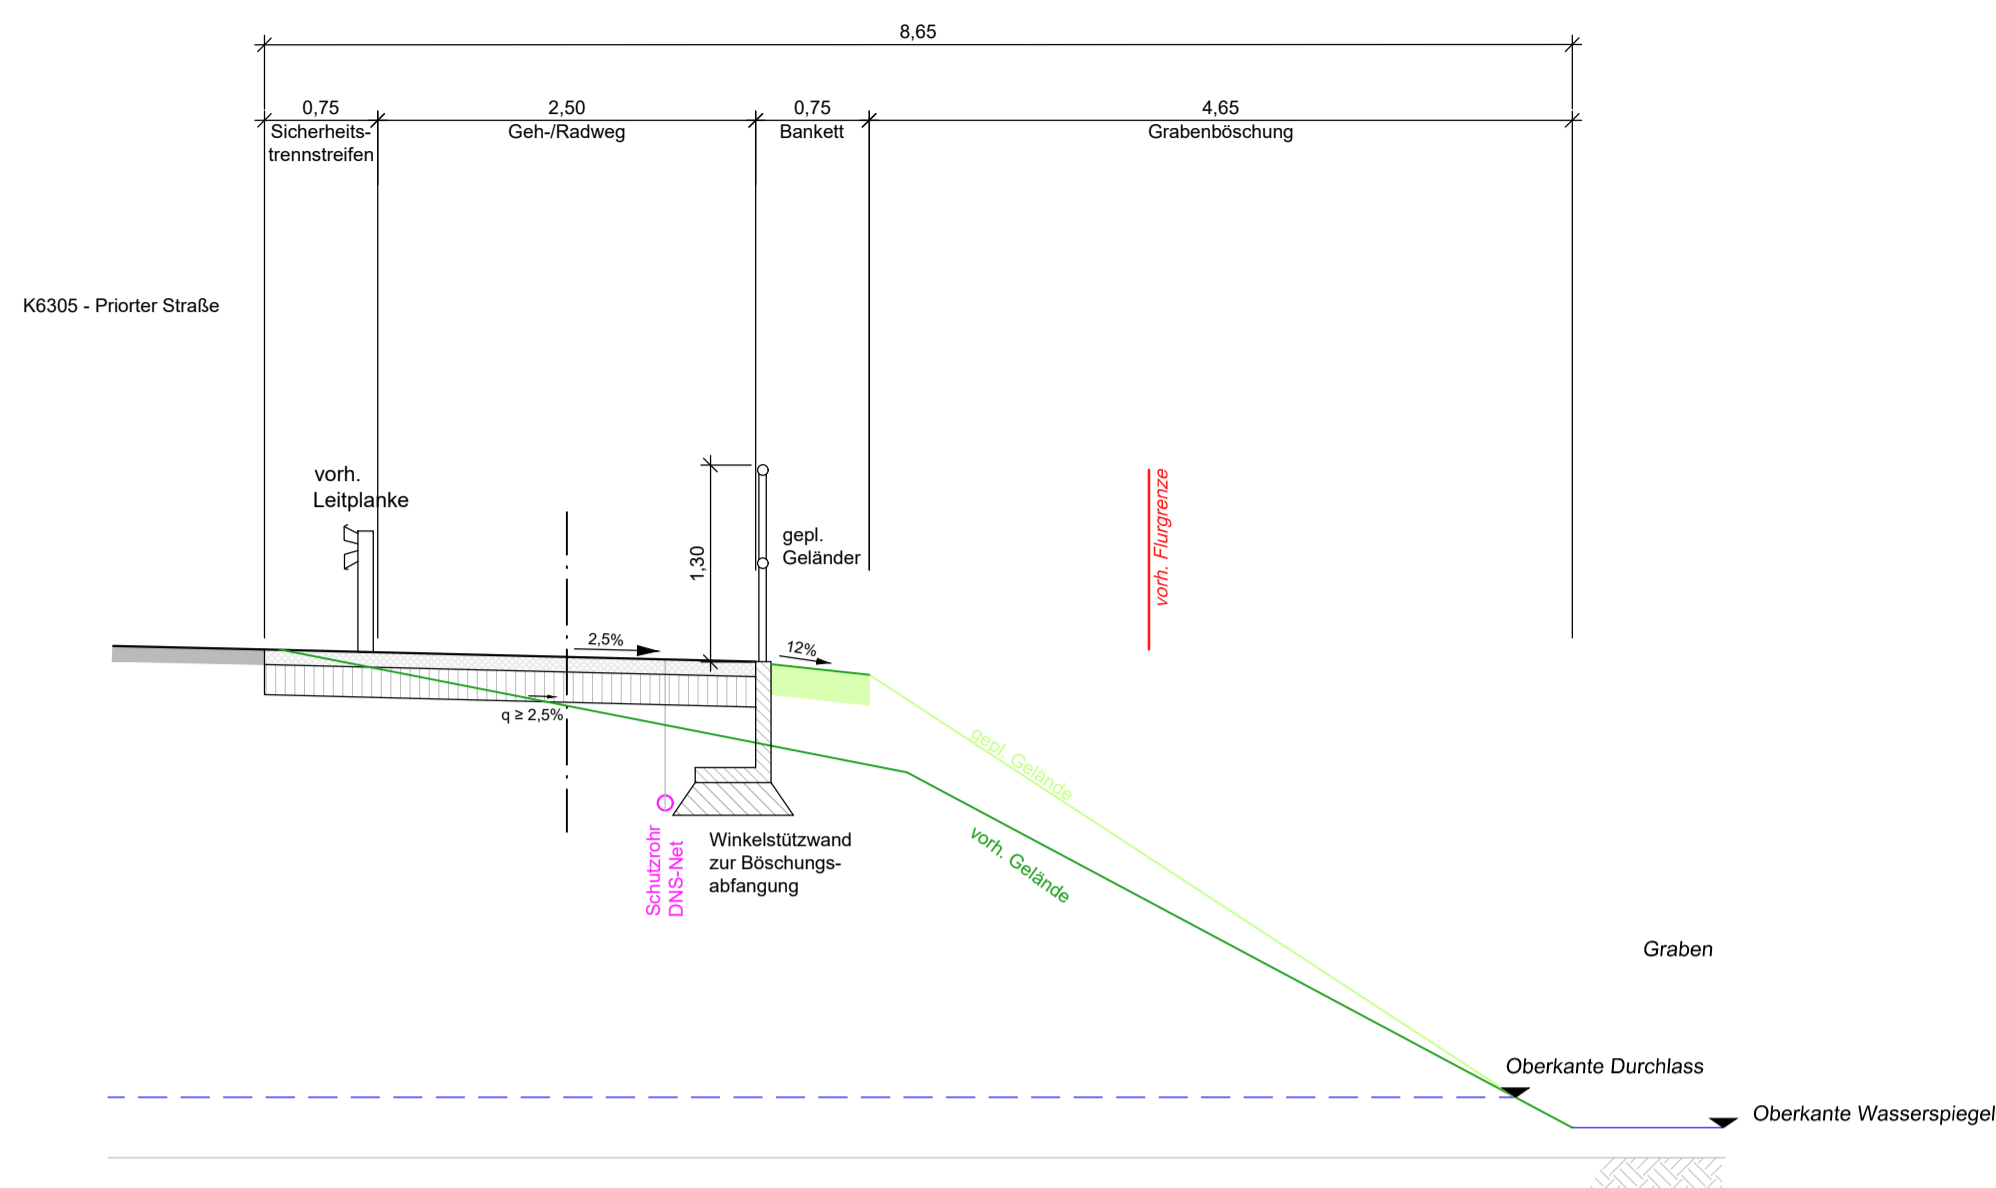 8,65
0,75
2,50
0,75
4,65
Sicherheits-
trennstreifen
Geh-/Radweg
Bankett
Grabenböschung
K6305 - Priorter Straße
vorh.
Leitplanke
1,30
gepl.
Geländer
vorh. Flurgrenze
2,5%
12%
q ≥ 2,5%
gepl. Gelände
vorh. Gelände
Schutzrohr
DNS-Net
Winkelstützwand
zur Böschungs-
abfangung
Graben
Oberkante Durchlass
Oberkante Wasserspiegel